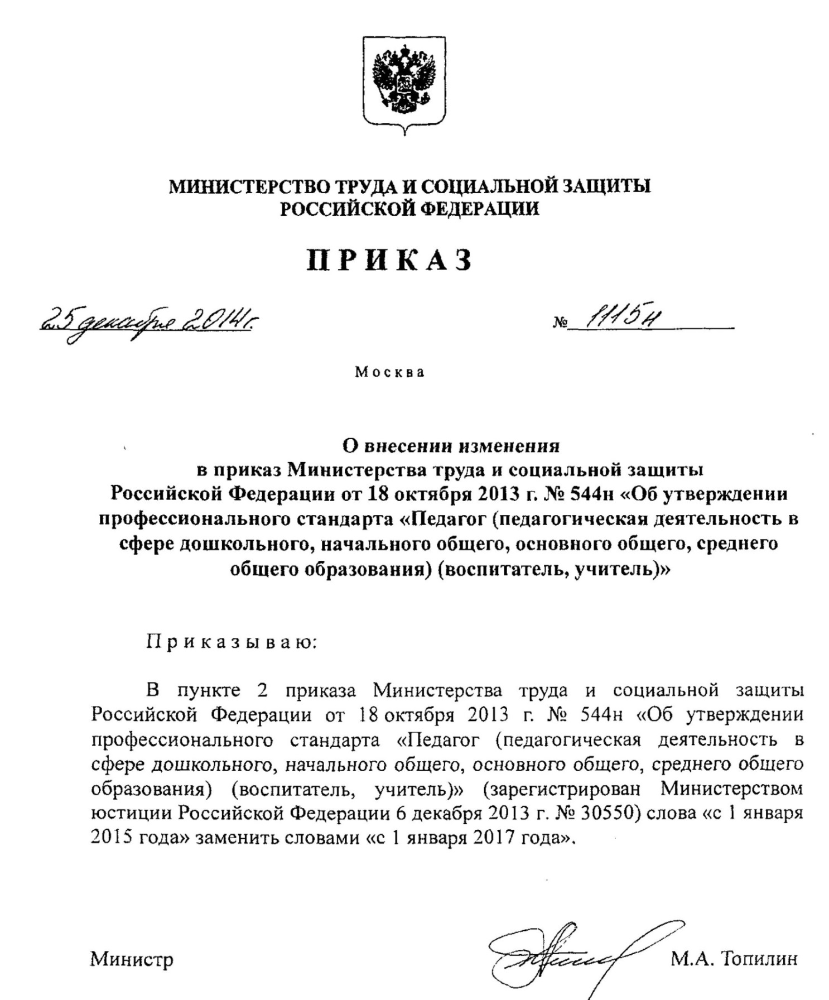 МИНИСТЕРСТВО ТРУДА И СОЦИАЛЬНОЙ ЗАЩИТЫ
РОССИЙСКОЙ ФЕДЕРАЦИИ
П Р И К А З
25 декабря 2014г.
№ 1115н
М о с к в а
О внесении изменения
в приказ Министерства труда и социальной защиты
Российской Федерации от 18 октября 2013 г. № 544н «Об утверждении
профессионального стандарта «Педагог (педагогическая деятельность в
сфере дошкольного, начального общего, основного общего, среднего
общего образования) (воспитатель, учитель)»
П р и к а з ы в а ю:
В пункте 2 приказа Министерства труда и социальной защиты
Российской Федерации от 18 октября 2013 г. № 544н «Об утверждении
профессионального стандарта «Педагог (педагогическая деятельность в
сфере дошкольного, начального общего, основного общего, среднего общего
образования) (воспитатель, учитель)» (зарегистрирован Министерством
юстиции Российской Федерации 6 декабря 2013 г. № 30550) слова «с 1 января
2015 года» заменить словами «с 1 января 2017 года».
Министр
М.А. Топилин